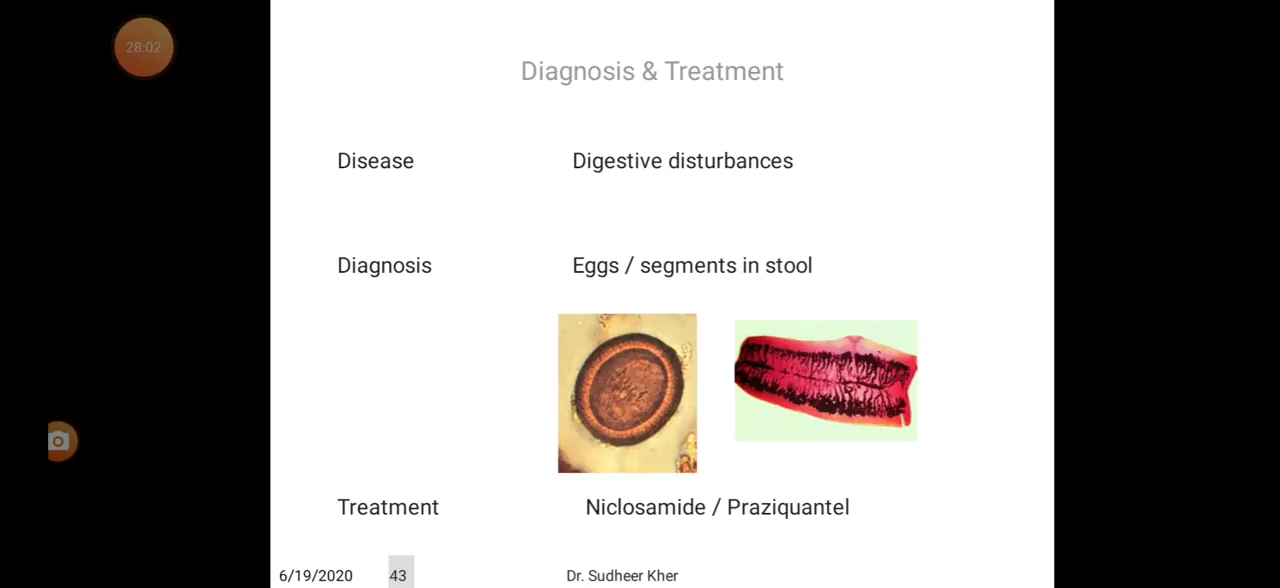 28:02
Diagnosis & Treatment
Disease Digestive disturbances
Diagnosis Eggs / segments in stool
Treatment Niclosamide / Praziquantel
6/19/2020 43 Dr. Sudheer Kher